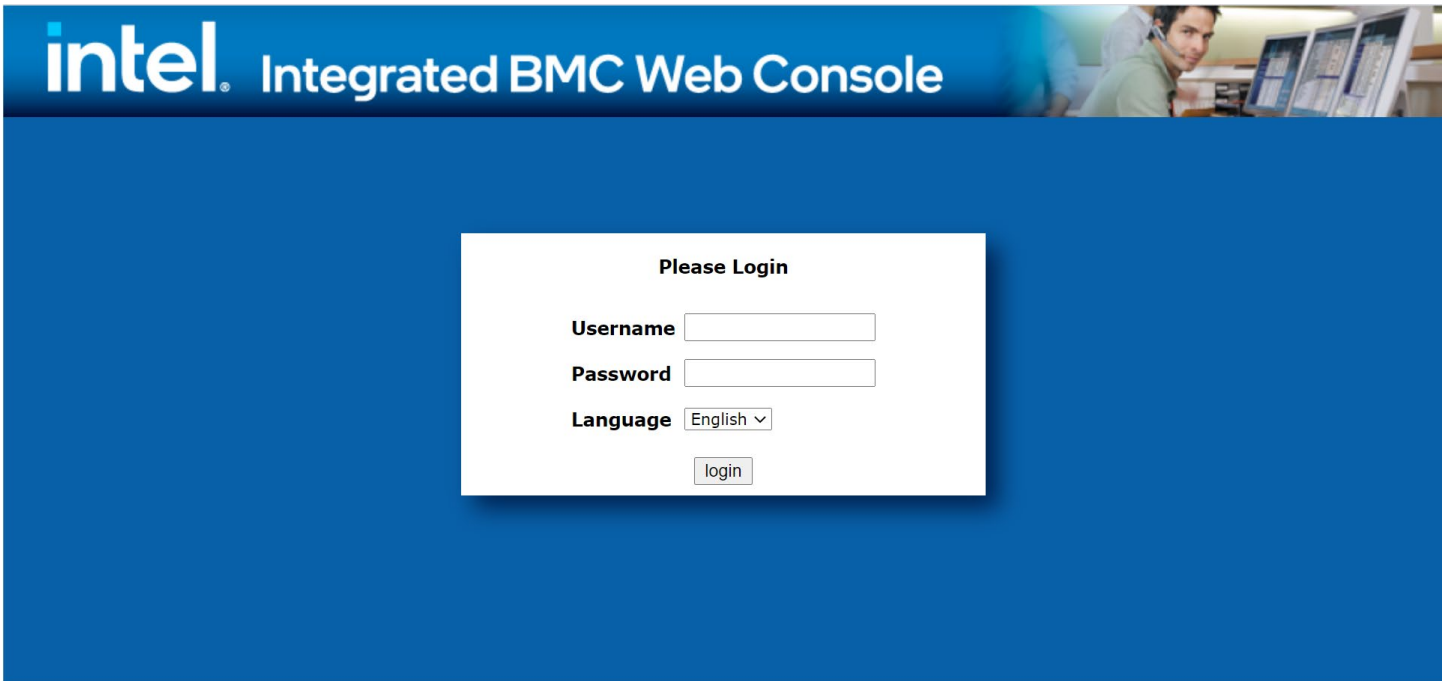 intel® Integrated BMC Web Console
Please Login
Username
Password
Language English
login